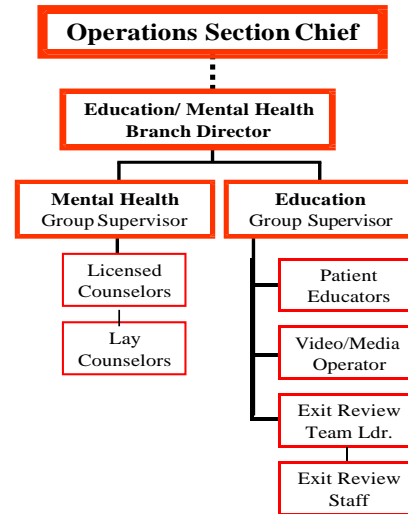 Operations Section Chief
Education/ Mental Health
Branch Director
Mental Health
Group Supervisor
Education
Group Supervisor
Licensed
Counselors
Lay
Counselors
Patient
Educators
Video/Media
Operator
Exit Review
Team Ldr.
Exit Review
Staff